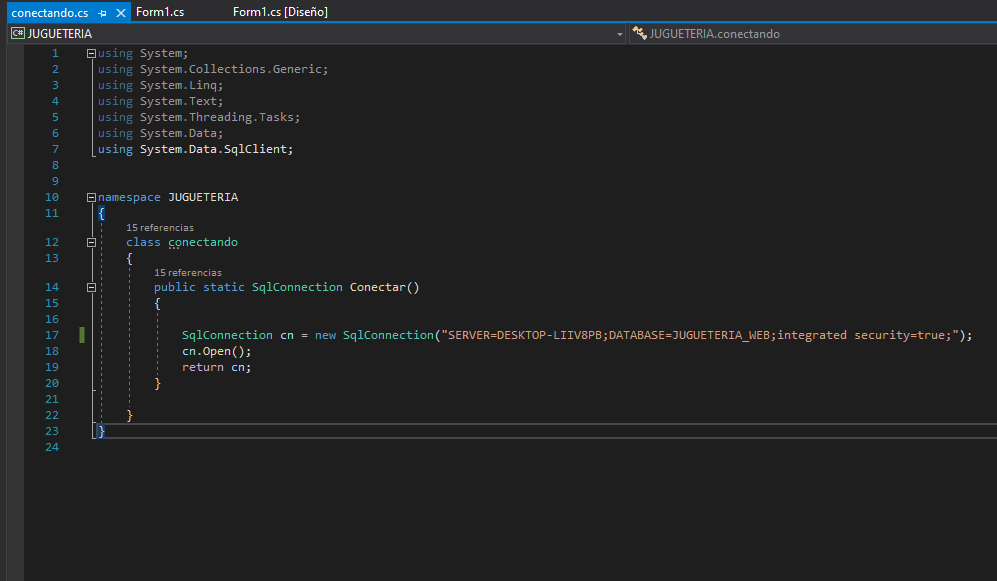 conectando.cs Form1.cs Form1.cs [Diseño]
C# JUGUETERIA JUGUETERIA.conectando
1 using System;
2 using System.Collections.Generic;
3 using System.Linq;
4 using System.Text;
5 using System.Threading.Tasks;
6 using System.Data;
7 using System.Data.SqlClient;
8
9
10 namespace JUGUETERIA
11 {
15 referencias
12 class conectando
13 {
15 referencias
14 public static SqlConnection Conectar()
15 {
16
17 SqlConnection cn = new SqlConnection("SERVER=DESKTOP-LIIV8PB;DATABASE=JUGUETERIA_WEB;integrated security=true;");
18 cn.Open();
19 return cn;
20 }
21
22 }
23 }
24